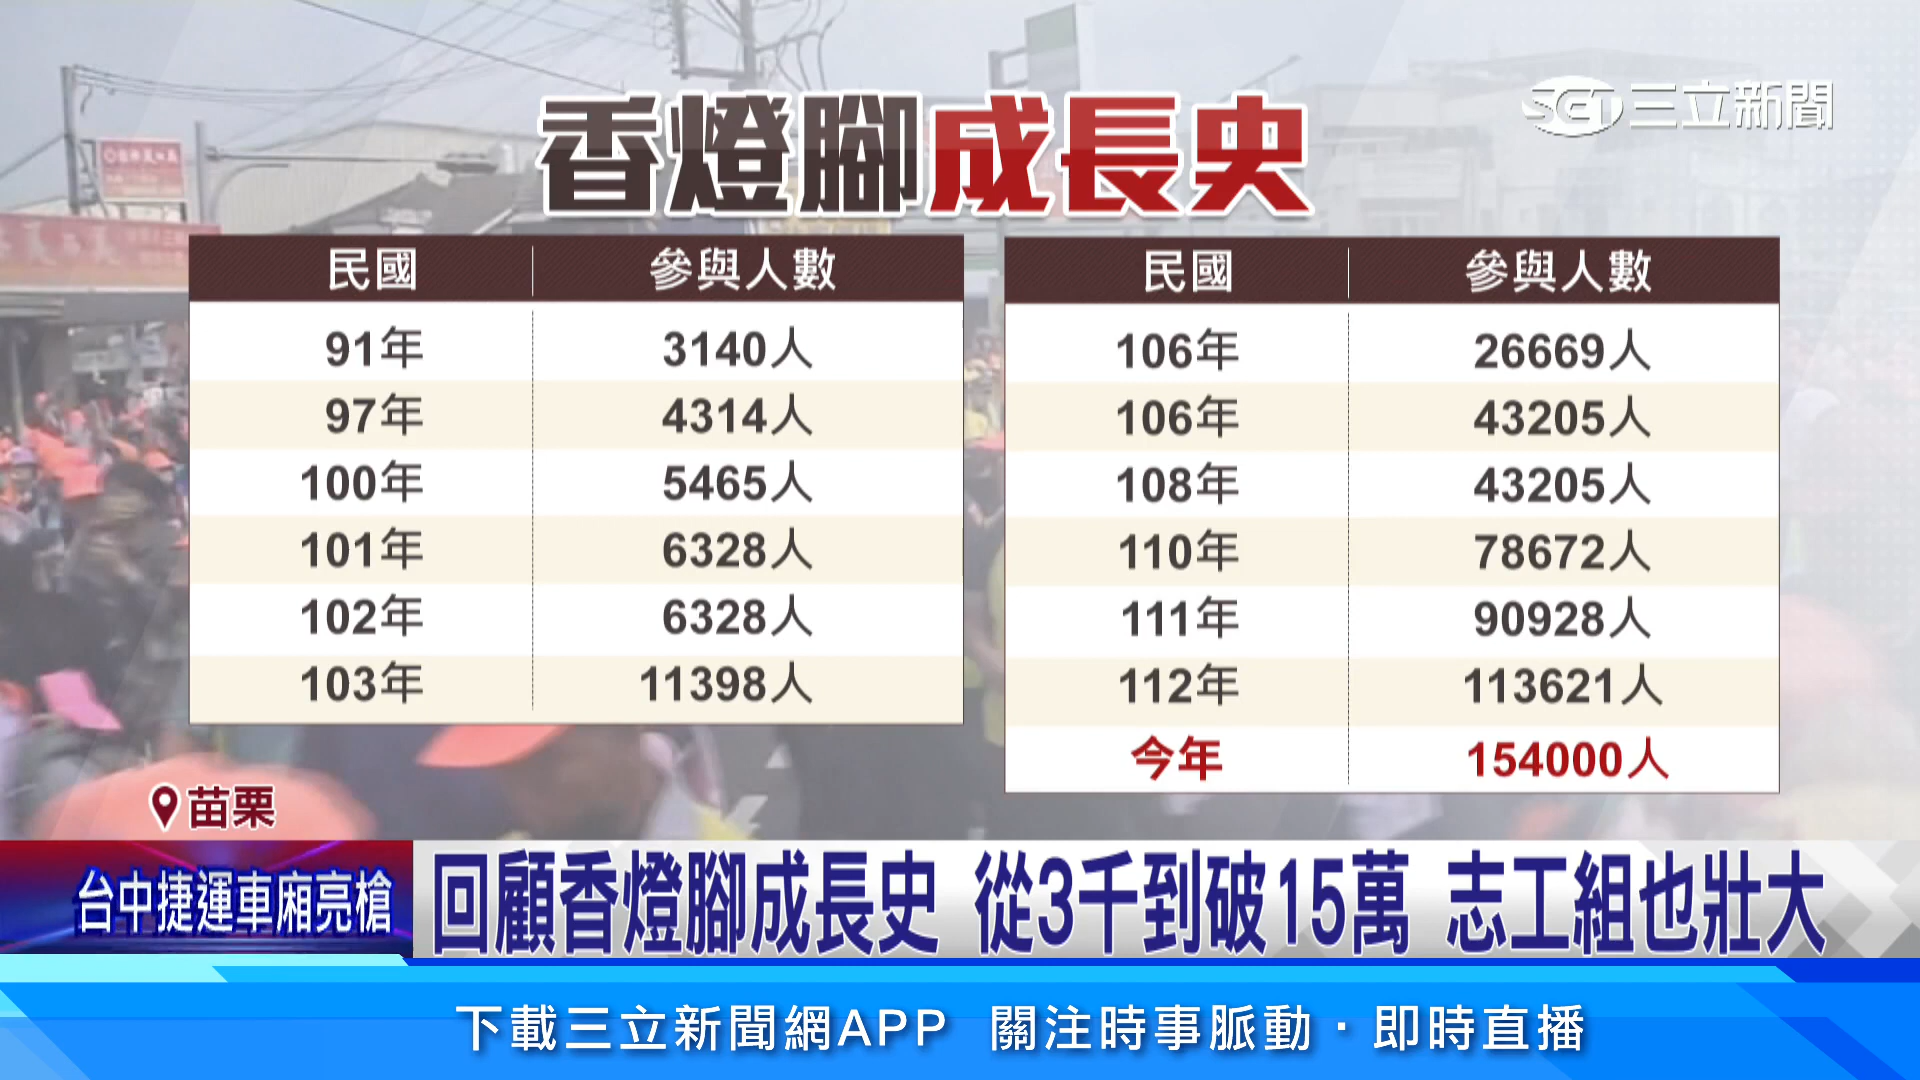 SET三立新聞
香燈腳成長史
民國 參與人數
91年 3140人
97年 4314人
100年 5465人
101年 6328人
102年 6328人
103年 11398人
民國 參與人數
106年 26669人
106年 43205人
108年 43205人
110年 78672人
111年 90928人
112年 113621人
今年 154000人
苗栗
台中捷運車廂亮槍
回顧香燈腳成長史 從3千到破15萬 志工組也壯大
下載三立新聞網APP 關注時事脈動・即時直播